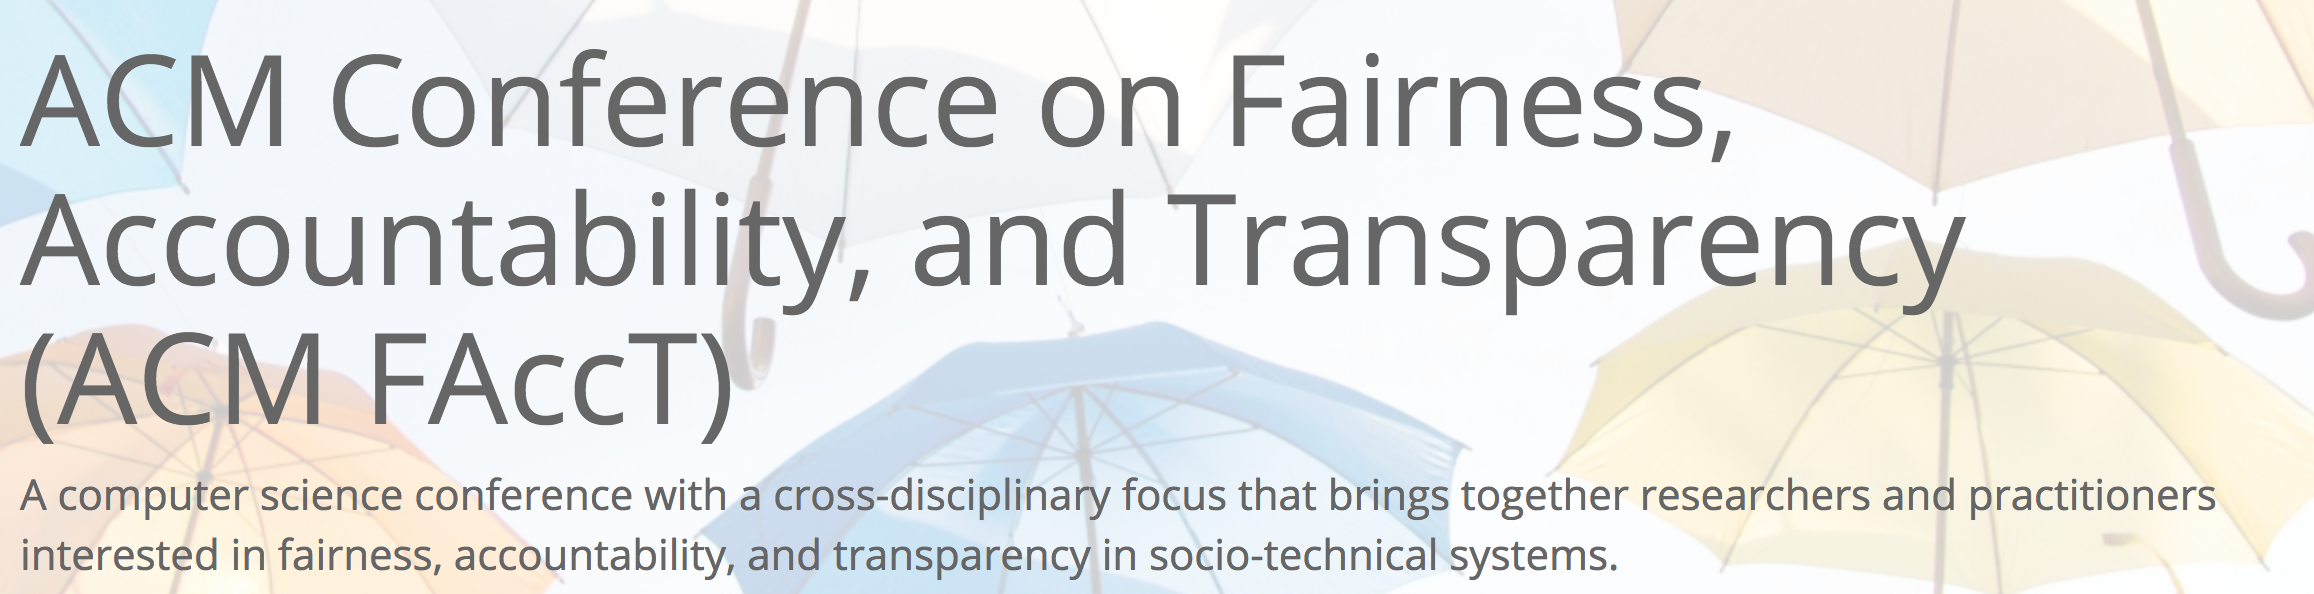 ACM Conference on Fairness,
Accountability, and Transparency
(ACM FAccT)
A computer science conference with a cross-disciplinary focus that brings together researchers and practitioners
interested in fairness, accountability, and transparency in socio-technical systems.